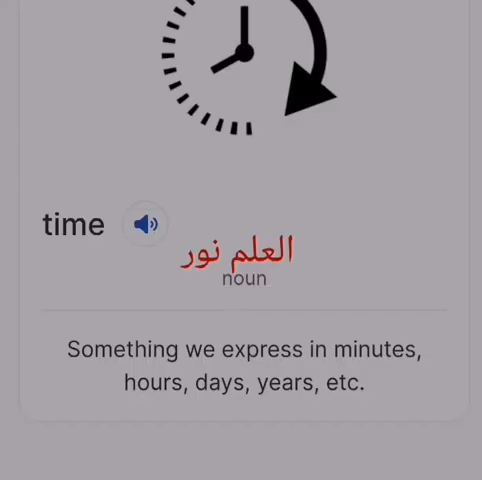 time
العلم نور
noun
Something we express in minutes,
hours, days, years, etc.